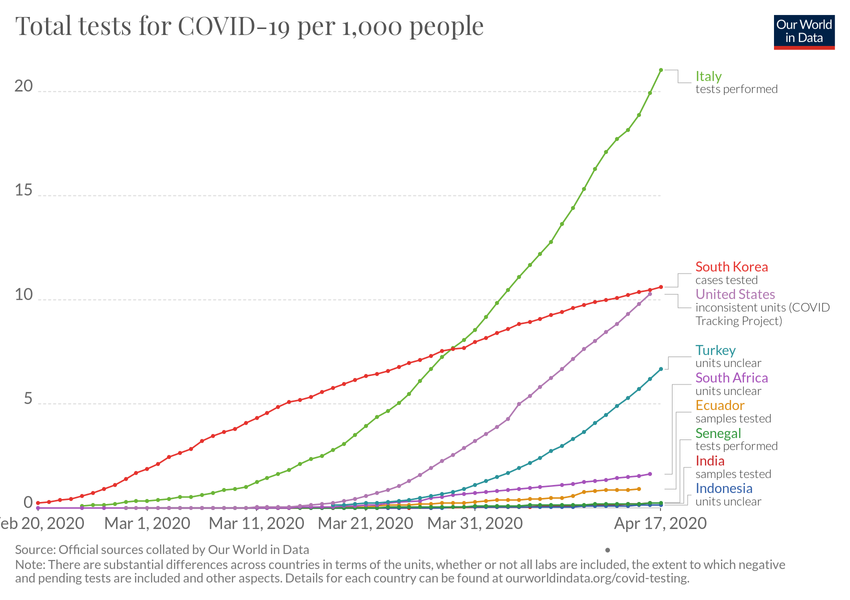 Total tests for COVID-19 per 1,000 people
Our World
in Data
20
15
10
5
0
Italy
tests performed
South Korea
cases tested
United States
inconsistent units (COVID
Tracking Project)
Turkey
units unclear
South Africa
units unclear
Ecuador
samples tested
Senegal
tests performed
India
samples tested
Indonesia
units unclear
eb 20, 2020 Mar 1, 2020 Mar 11, 2020 Mar 21, 2020 Mar 31, 2020 Apr 17, 2020
Source: Official sources collated by Our World in Data
Note: There are substantial differences across countries in terms of the units, whether or not all labs are included, the extent to which negative
and pending tests are included and other aspects. Details for each country can be found at ourworldindata.org/covid-testing.